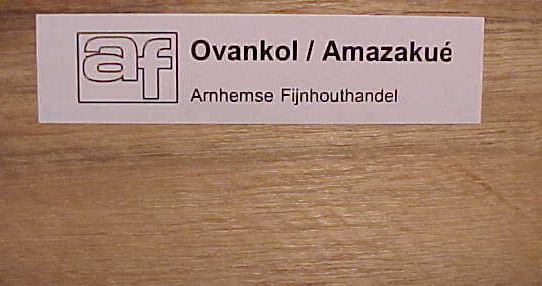 af
Ovankol / Amazakué
Arnhemse Fijnhouthandel